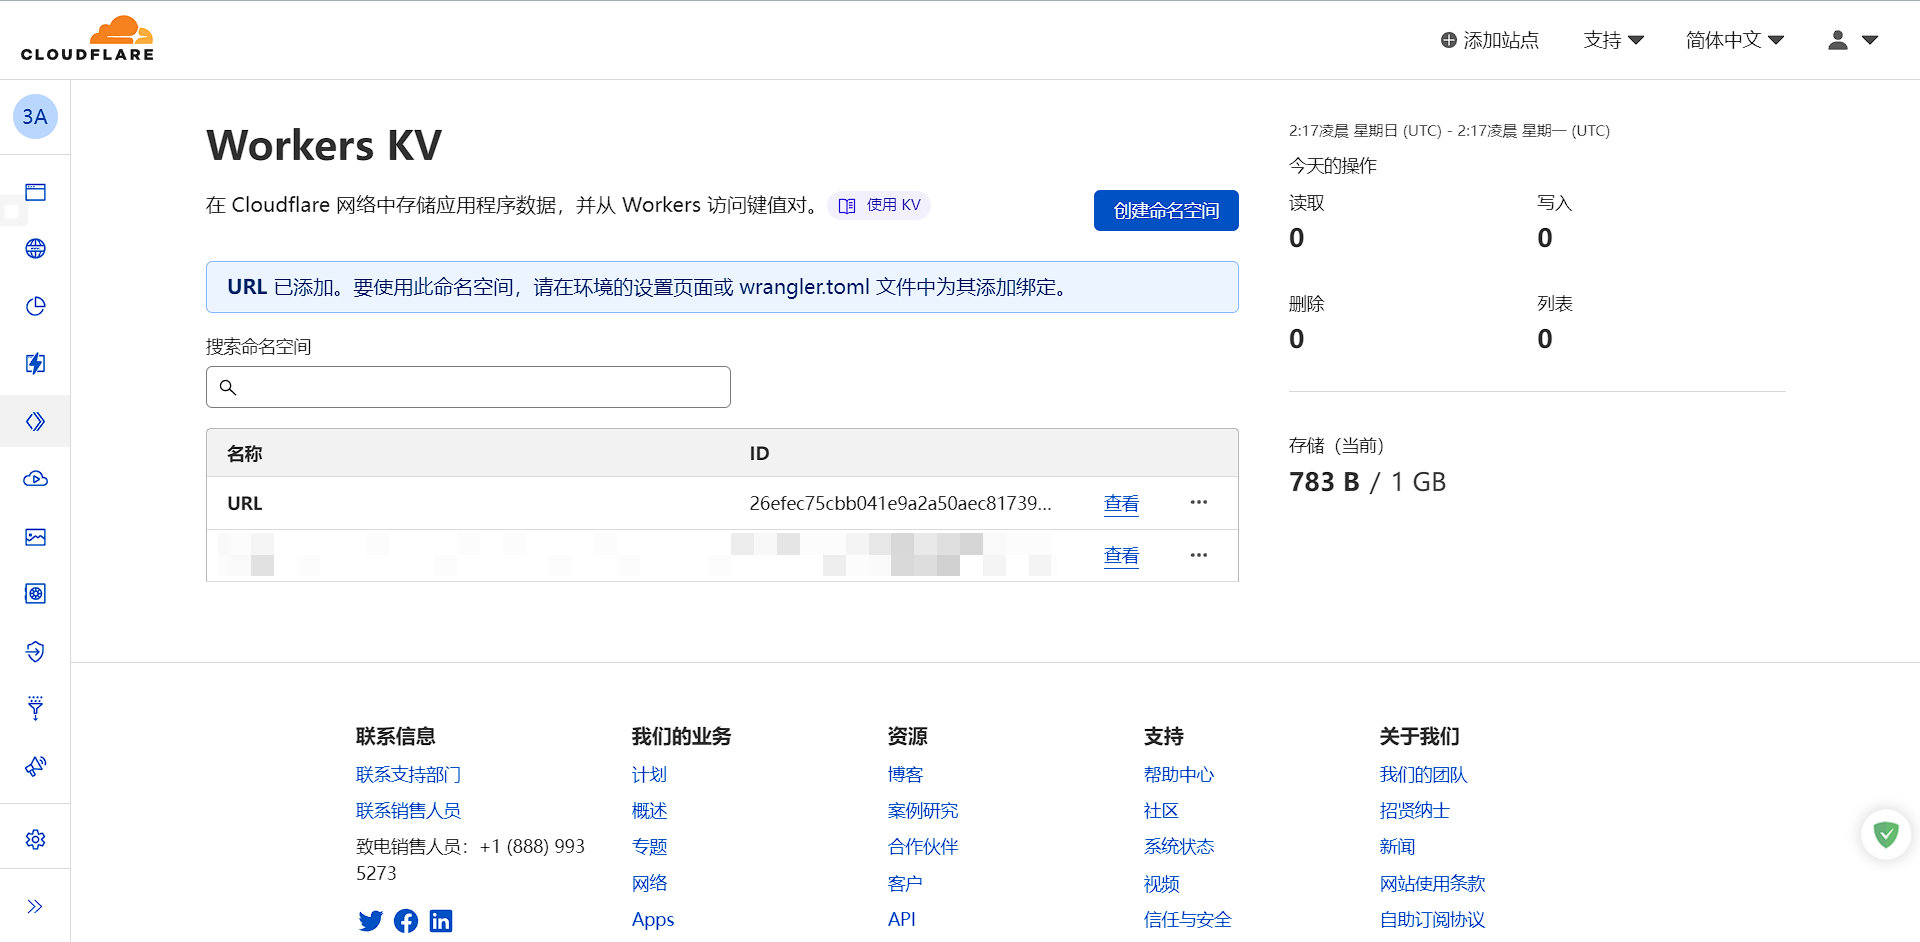 CLOUDFLARE
添加站点
支持
简体中文
3A
Workers KV
在 Cloudflare 网络中存储应用程序数据，并从 Workers 访问键值对。
使用 KV
创建命名空间
URL 已添加。要使用此命名空间，请在环境的设置页面或 wrangler.toml 文件中为其添加绑定。
搜索命名空间
名称 ID
URL 26efec75cbb041e9a2a50aec81739... 查看
查看
2:17凌晨 星期日 (UTC) - 2:17凌晨 星期一 (UTC)
今天的操作
读取 写入
0 0
删除 列表
0 0
存储（当前）
783 B / 1 GB
联系信息
联系支持部门
联系销售人员
致电销售人员：+1 (888) 993
5273
我们的业务
计划
概述
专题
网络
Apps
资源
博客
案例研究
合作伙伴
客户
API
支持
帮助中心
社区
系统状态
视频
信任与安全
关于我们
我们的团队
招贤纳士
新闻
网站使用条款
自助订阅协议